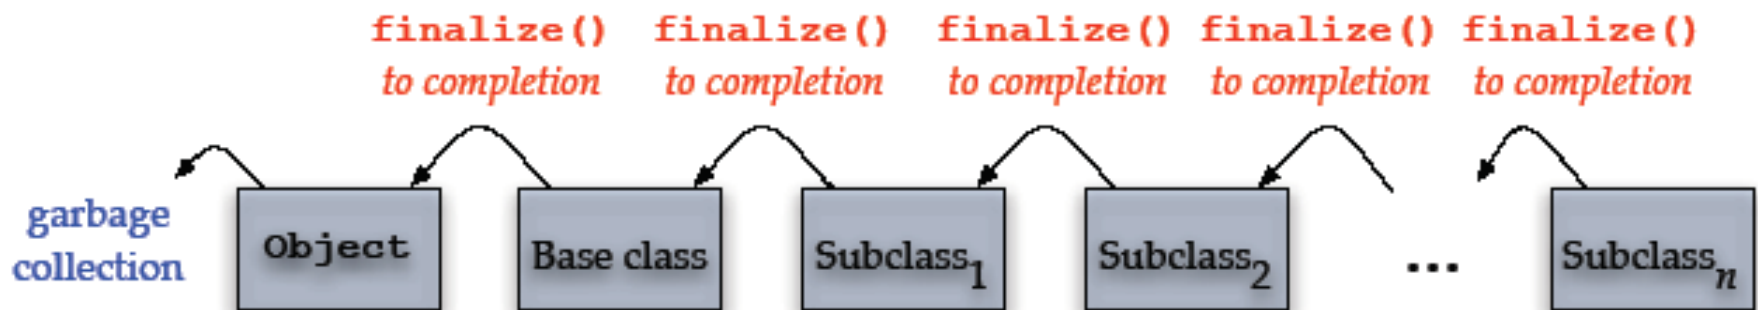 finalize() finalize() finalize() finalize() finalize()
to completion to completion to completion to completion to completion
garbage
collection
Object
Base class
Subclass1
Subclass2
...
Subclassn